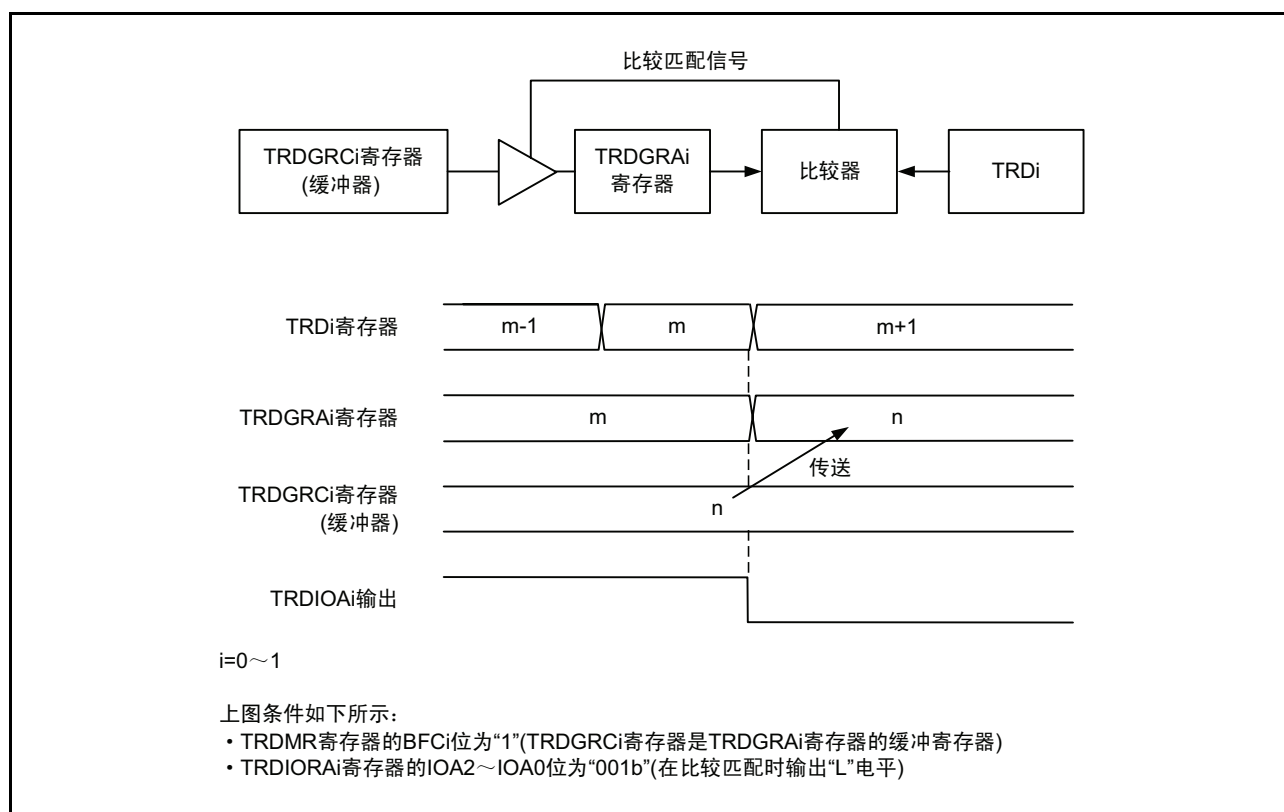 比较匹配信号
TRDGRCi寄存器
(缓冲器)
TRDGRAi
寄存器
比较器
TRDi
TRDi寄存器
m-1
m
m+1
TRDGRAi寄存器
m
n
传送
TRDGRCi寄存器
(缓冲器)
n
TRDIOAi输出
i=0～1
上图条件如下所示：
・TRDMR寄存器的BFCi位为“1”(TRDGRCi寄存器是TRDGRAi寄存器的缓冲寄存器)
・TRDIORAi寄存器的IOA2～IOA0位为“001b”(在比较匹配时输出“L”电平)